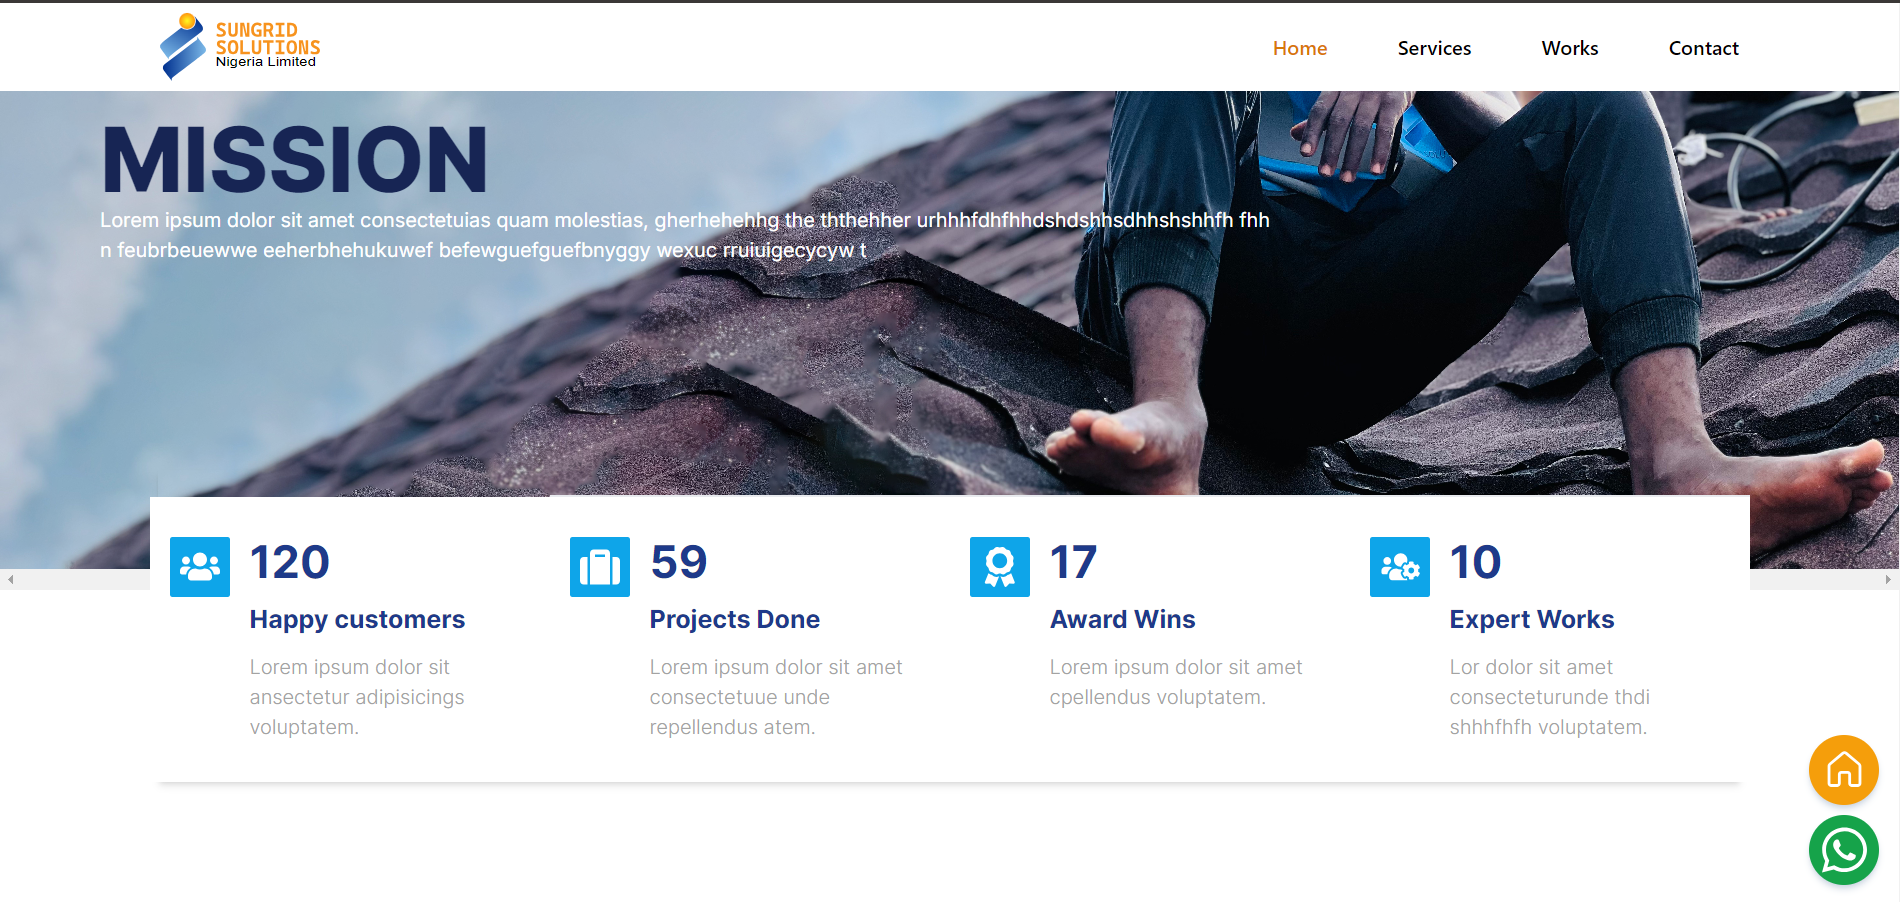 SUNGRID
SOLUTIONS
Nigeria Limited
Home Services Works Contact
MISSION
Lorem ipsum dolor sit amet consectetuias quam molestias, gherhehehhg the ththehher urhhhfdhfhhdshdshhsdhhshshhfh fhh
n feubrbeuewwe eeherbhehukuwef befewguefguefbnyggy wexuc rruiuigecycyw t
120
Happy customers
Lorem ipsum dolor sit
ansectetur adipisicings
voluptatem.
59
Projects Done
Lorem ipsum dolor sit amet
consectetuue unde
repellendus atem.
17
Award Wins
Lorem ipsum dolor sit amet
cpellendus voluptatem.
10
Expert Works
Lor dolor sit amet
consecteturunde thdi
shhhfhfh voluptatem.